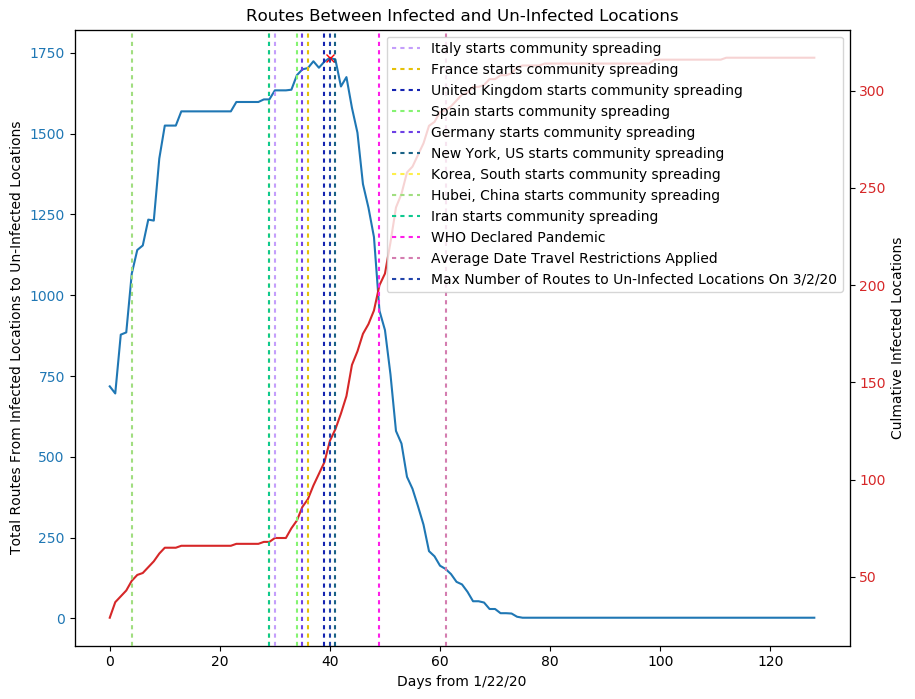 Routes Between Infected and Un-Infected Locations
Total Routes From Infected Locations to Un-Infected Locations
1750
1500
1250
1000
750
500
250
0
Italy starts community spreading
France starts community spreading
United Kingdom starts community spreading
Spain starts community spreading
Germany starts community spreading
New York, US starts community spreading
Korea, South starts community spreading
Hubei, China starts community spreading
Iran starts community spreading
WHO Declared Pandemic
Average Date Travel Restrictions Applied
Max Number of Routes to Un-Infected Locations On 3/2/20
300
250
200
150
100
50
Culmative Infected Locations
0 20 40 60 80 100 120
Days from 1/22/20